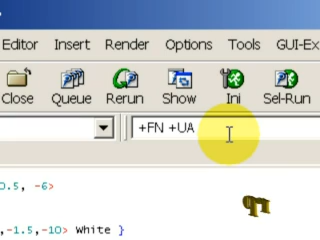 Editor Insert Render Options Tools GUI-Ex
Close Queue Rerun Show Ini Sel-Run
+FN +UA
0.5, -6>
,-1.5,-10> White }